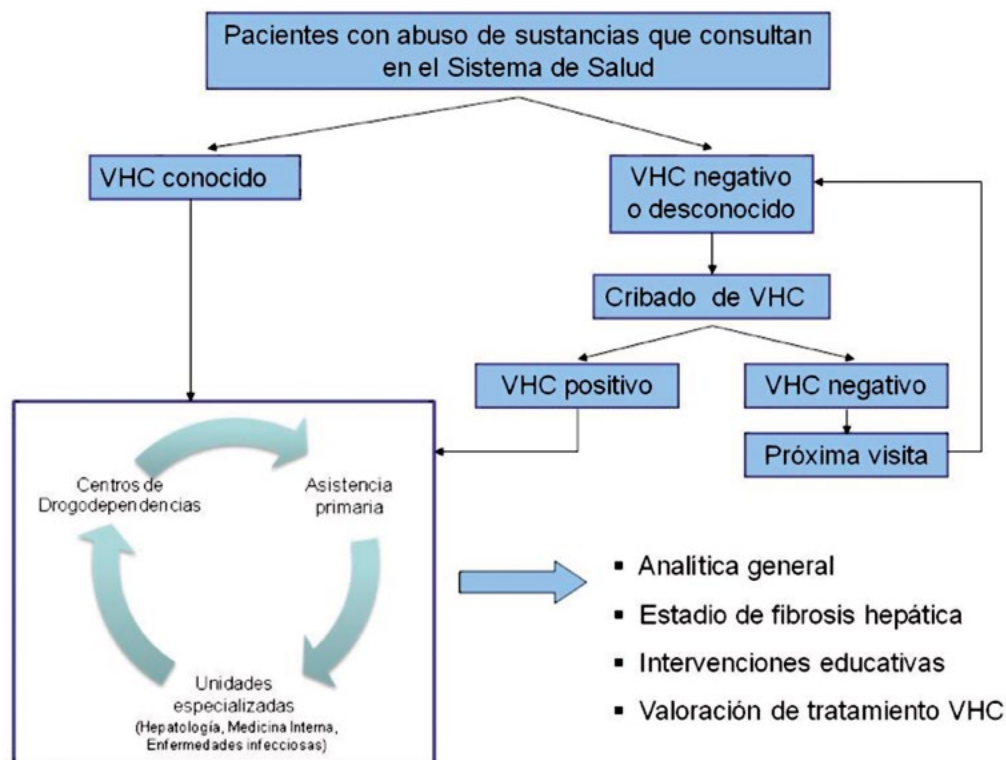 Pacientes con abuso de sustancias que consultan
en el Sistema de Salud
VHC conocido
VHC negativo
o desconocido
Cribado de VHC
VHC positivo
VHC negativo
Próxima visita
Centros de
Drogodependencias
Asistencia
primaria
Unidades
especializadas
(Hepatología, Medicina Interna,
Enfermedades infecciosas)
▪ Analítica general
▪ Estadio de fibrosis hepática
▪ Intervenciones educativas
▪ Valoración de tratamiento VHC